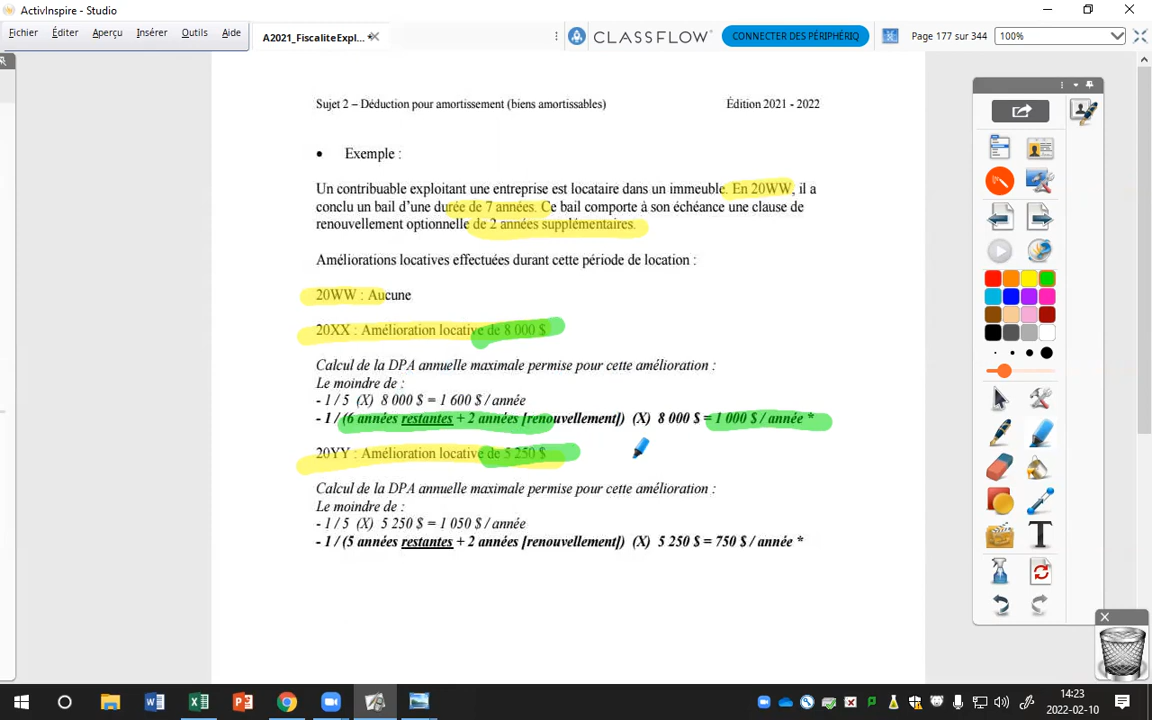 ActivInspire - Studio
Fichier Éditer Aperçu Insérer Outils Aide
A2021_FiscaliteExpl...
CLASSFLOW™
CONNECTER DES PÉRIPHÉRIQ
Page 177 sur 344
100%
Sujet 2 – Déduction pour amortissement (biens amortissables) Édition 2021 - 2022
• Exemple :
Un contribuable exploitant une entreprise est locataire dans un immeuble. En 20WW, il a
conclu un bail d'une durée de 7 années. Ce bail comporte à son échéance une clause de
renouvellement optionnelle de 2 années supplémentaires.
Améliorations locatives effectuées durant cette période de location :
20WW : Aucune
20XX : Amélioration locative de 8 000 $
Calcul de la DPA annuelle maximale permise pour cette amélioration :
Le moindre de :
- 1 / 5 (X) 8 000 $ = 1 600 $ / année
- 1 / (6 années restantes + 2 années [renouvellement]) (X) 8 000 $ = 1 000 $ / année *
20YY : Amélioration locative de 5 250 $
Calcul de la DPA annuelle maximale permise pour cette amélioration :
Le moindre de :
- 1 / 5 (X) 5 250 $ = 1 050 $ / année
- 1 / (5 années restantes + 2 années [renouvellement]) (X) 5 250 $ = 750 $ / année *
14:23
2022-02-10